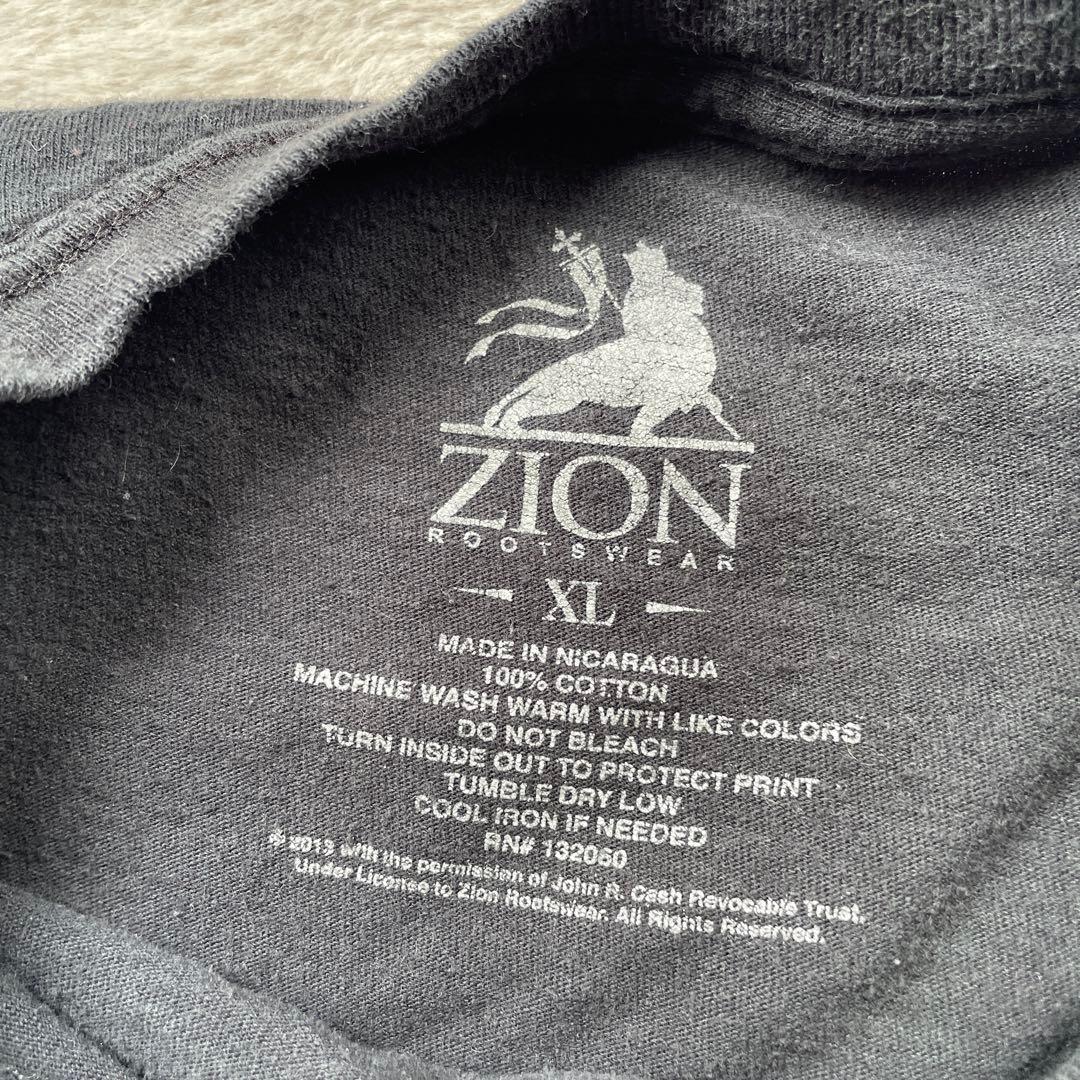 ZION
ROOTSWEAR
XL
MADE IN NICARAGUA
100% COTTON
MACHINE WASH WARM WITH LIKE COLORS
DO NOT BLEACH
TURN INSIDE OUT TO PROTECT PRINT
TUMBLE DRY LOW
COOL IRON IF NEEDED
RN# 132060
© 2013 with the permission of John R. Cash Revocable Trust.
Under License to Zion Rootswear. All Rights Reserved.